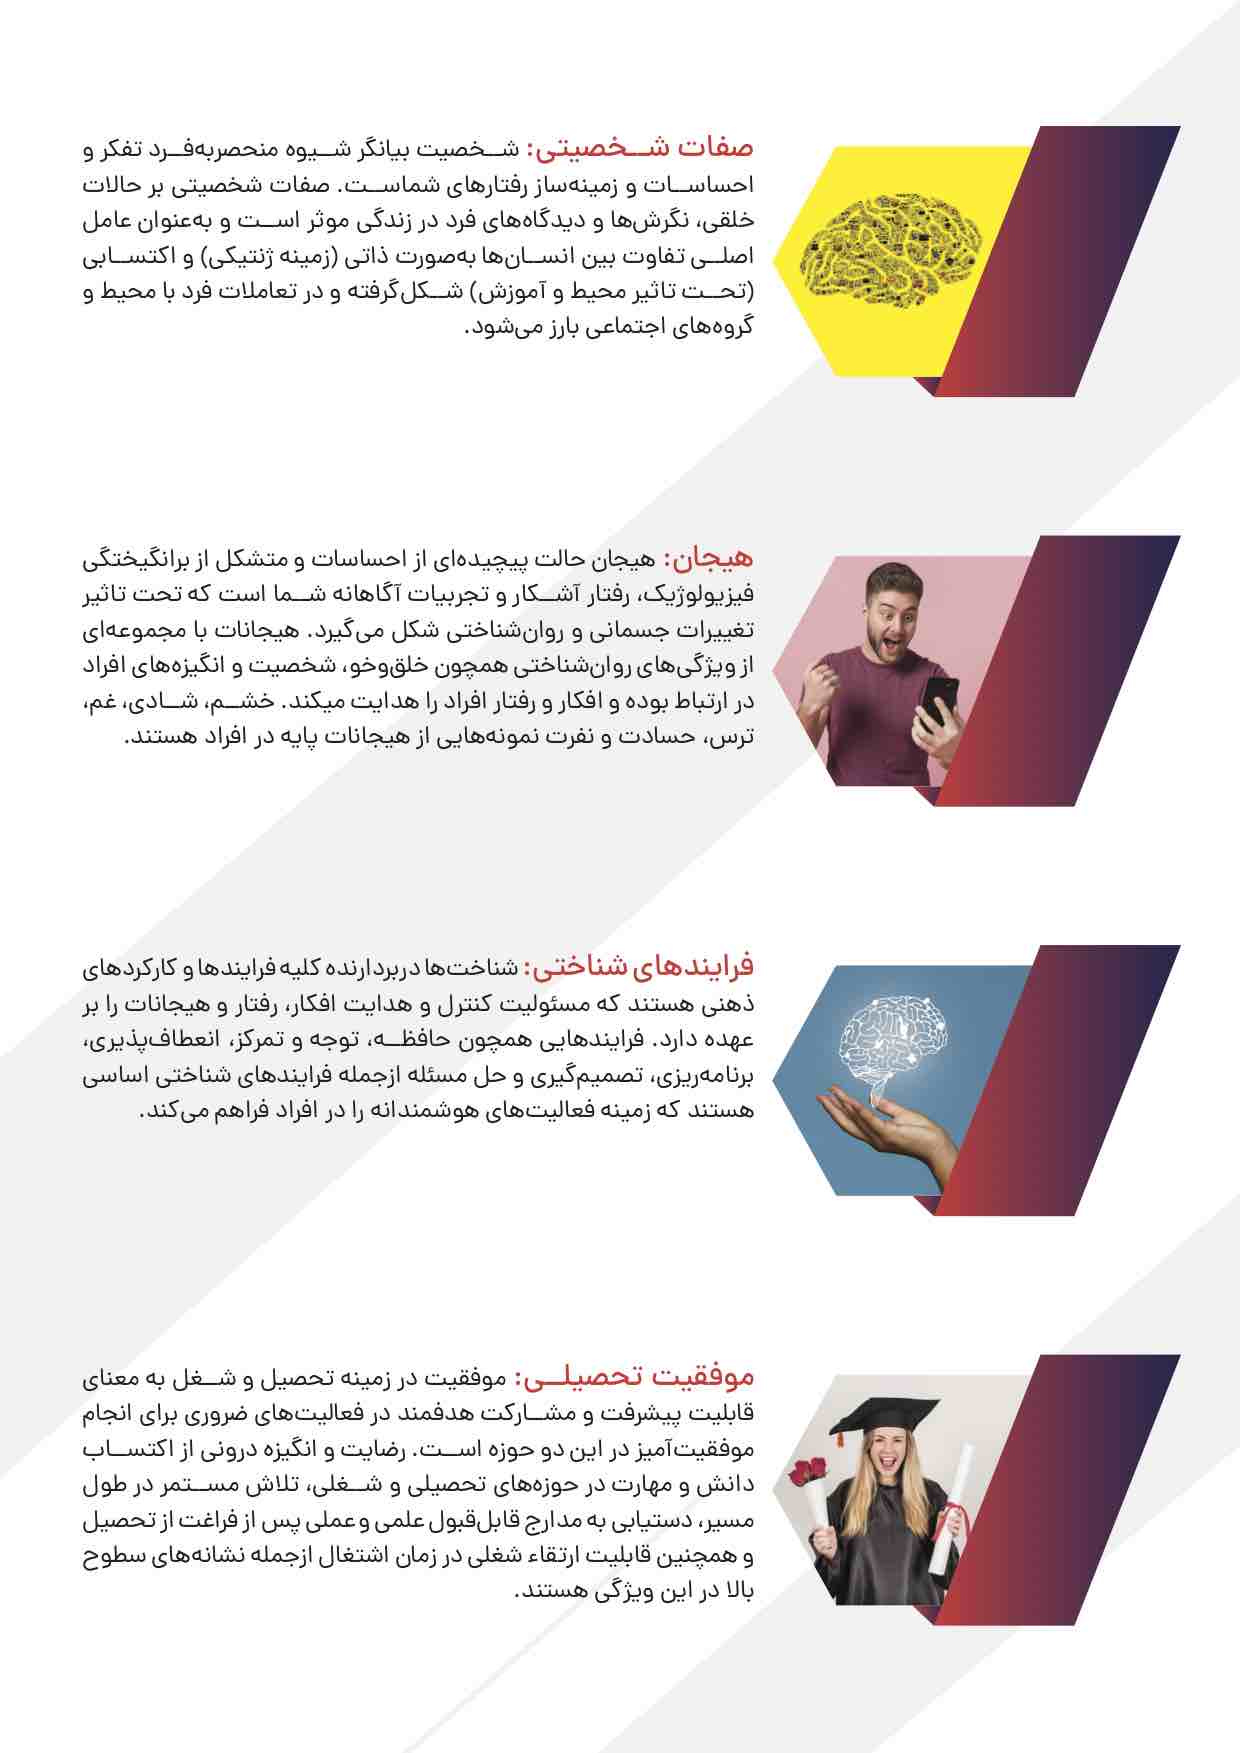 صفات شخصیتی: شخصیت بیانگر شیوه منحصربه‌فرد تفکر و
احساسات و زمینه‌ساز رفتارهای شماست. صفات شخصیتی بر حالات
خلقی، نگرش‌ها و دیدگاه‌های فرد در زندگی موثر است و به‌عنوان عامل
اصلی تفاوت بین انسان‌ها به‌صورت ذاتی (زمینه ژنتیکی) و اکتسابی
(تحت تاثیر محیط و آموزش) شکل‌گرفته و در تعاملات فرد با محیط و
گروه‌های اجتماعی بارز می‌شود.
هیجان: هیجان حالت پیچیده‌ای از احساسات و متشکل از برانگیختگی
فیزیولوژیک، رفتار آشکار و تجربیات آگاهانه شما است که تحت تاثیر
تغییرات جسمانی و روان‌شناختی شکل می‌گیرد. هیجانات با مجموعه‌ای
از ویژگی‌های روان‌شناختی همچون خلق‌وخو، شخصیت و انگیزه‌های افراد
در ارتباط بوده و افکار و رفتار افراد را هدایت میکند. خشم، شادی، غم،
ترس، حسادت و نفرت نمونه‌هایی از هیجانات پایه در افراد هستند.
فرایندهای شناختی: شناخت‌ها دربردارنده کلیه فرایندها و کارکردهای
ذهنی هستند که مسئولیت کنترل و هدایت افکار، رفتار و هیجانات را بر
عهده دارد. فرایندهایی همچون حافظه، توجه و تمرکز، انعطاف‌پذیری،
برنامه‌ریزی، تصمیم‌گیری و حل مسئله ازجمله فرایندهای شناختی اساسی
هستند که زمینه فعالیت‌های هوشمندانه را در افراد فراهم می‌کند.
موفقیت تحصیلی: موفقیت در زمینه تحصیل و شغل به معنای
قابلیت پیشرفت و مشارکت هدفمند در فعالیت‌های ضروری برای انجام
موفقیت‌آمیز در این دو حوزه است. رضایت و انگیزه درونی از اکتساب
دانش و مهارت در حوزه‌های تحصیلی و شغلی، تلاش مستمر در طول
مسیر، دستیابی به مدارج قابل‌قبول علمی و عملی پس از فراغت از تحصیل
و همچنین قابلیت ارتقاء شغلی در زمان اشتغال ازجمله نشانه‌های سطوح
بالا در این ویژگی هستند.